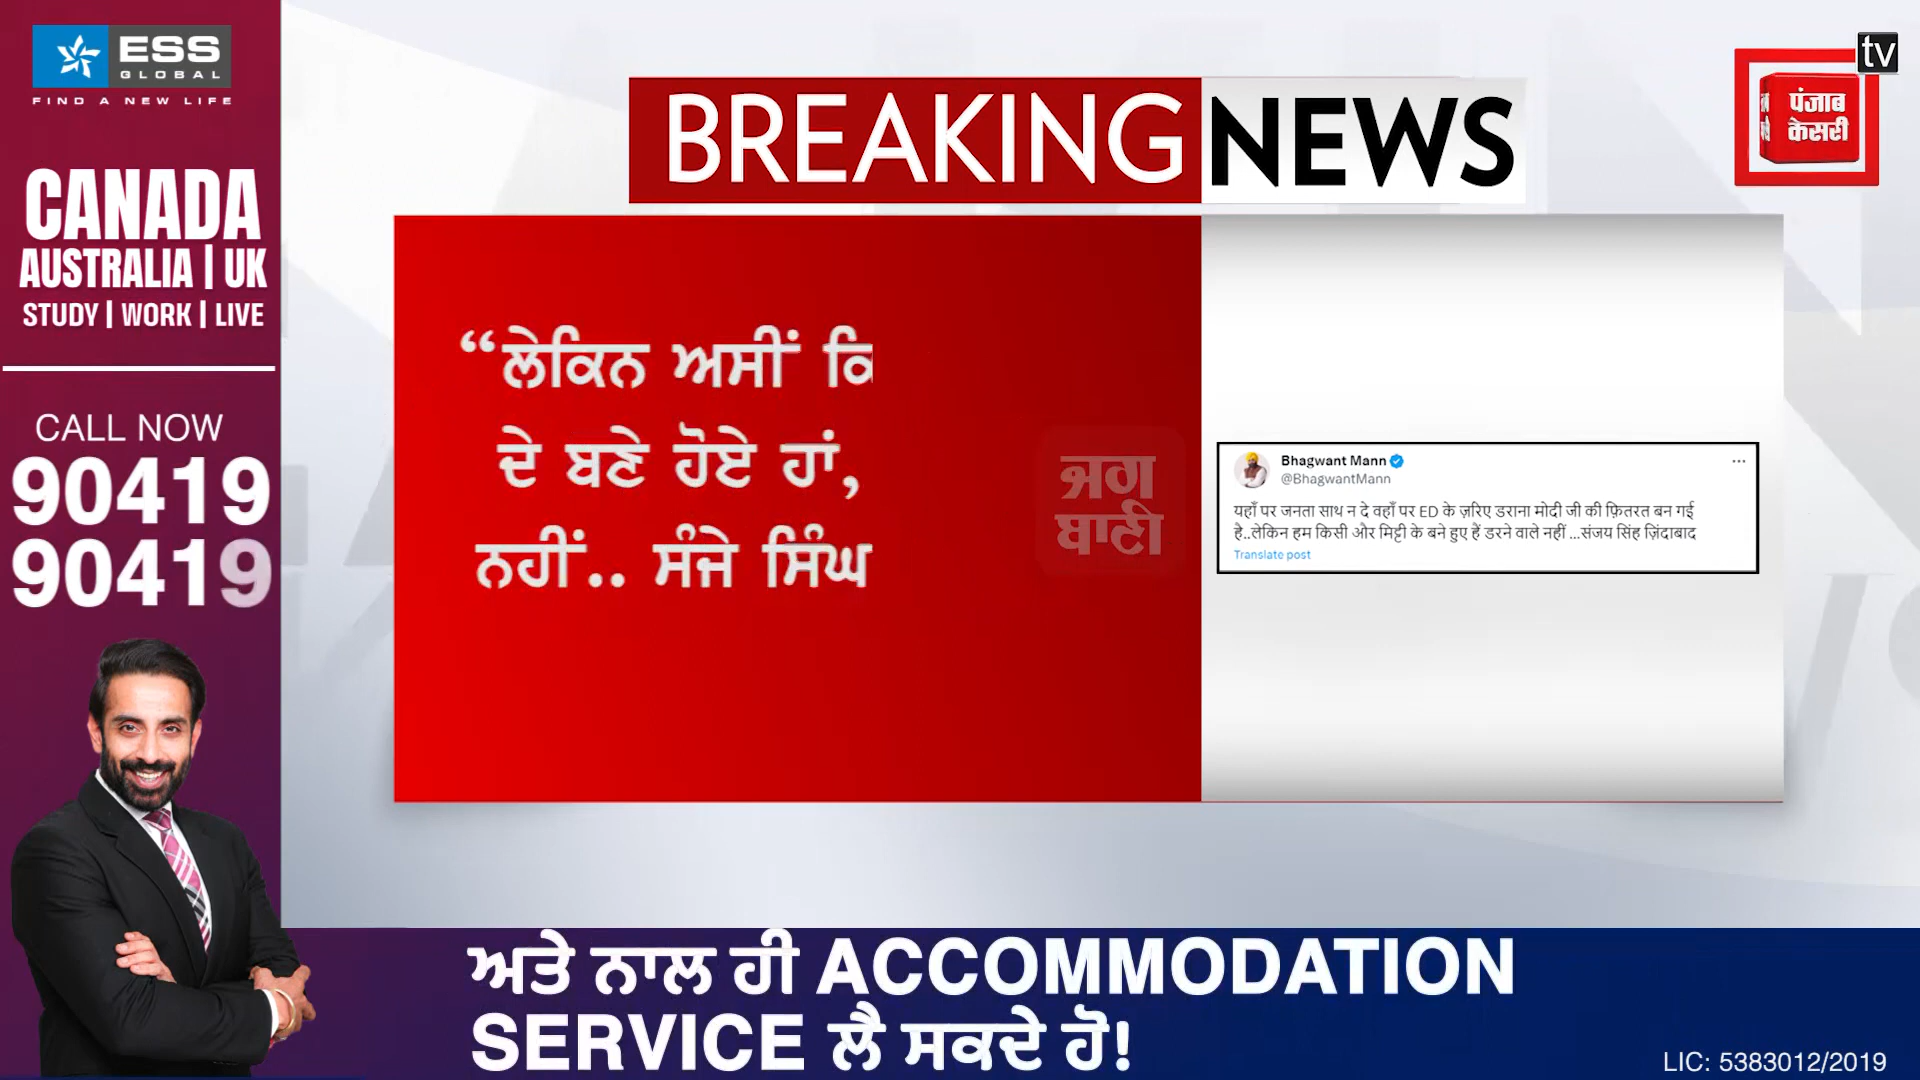 ESS
GLOBAL
FIND A NEW LIFE
CANADA
AUSTRALIA | UK
STUDY | WORK | LIVE
CALL NOW
90419
90419
BREAKING NEWS
tv
ਜਗ ਬਾਣੀ
पंजाब
केसरी
“ਲੇਕਿਨ ਅਸੀਂ ਕਿ
ਦੇ ਬਣੇ ਹੋਏ ਹਾਂ,
ਨਹੀਂ.. ਸੰਜੇ ਸਿੰਘ
ਜਗ
ਬਾਣੀ
Bhagwant Mann
@BhagwantMann
यहाँ पर जनता साथ न दे वहाँ पर ED के ज़रिए डराना मोदी जी की फ़ितरत बन गई
है..लेकिन हम किसी और मिट्टी के बने हुए हैं डरने वाले नहीं ...संजय सिंह ज़िंदाबाद
Translate post
ਅਤੇ ਨਾਲ ਹੀ ACCOMMODATION
SERVICE ਲੈ ਸਕਦੇ ਹੋ!
LIC: 5383012/2019